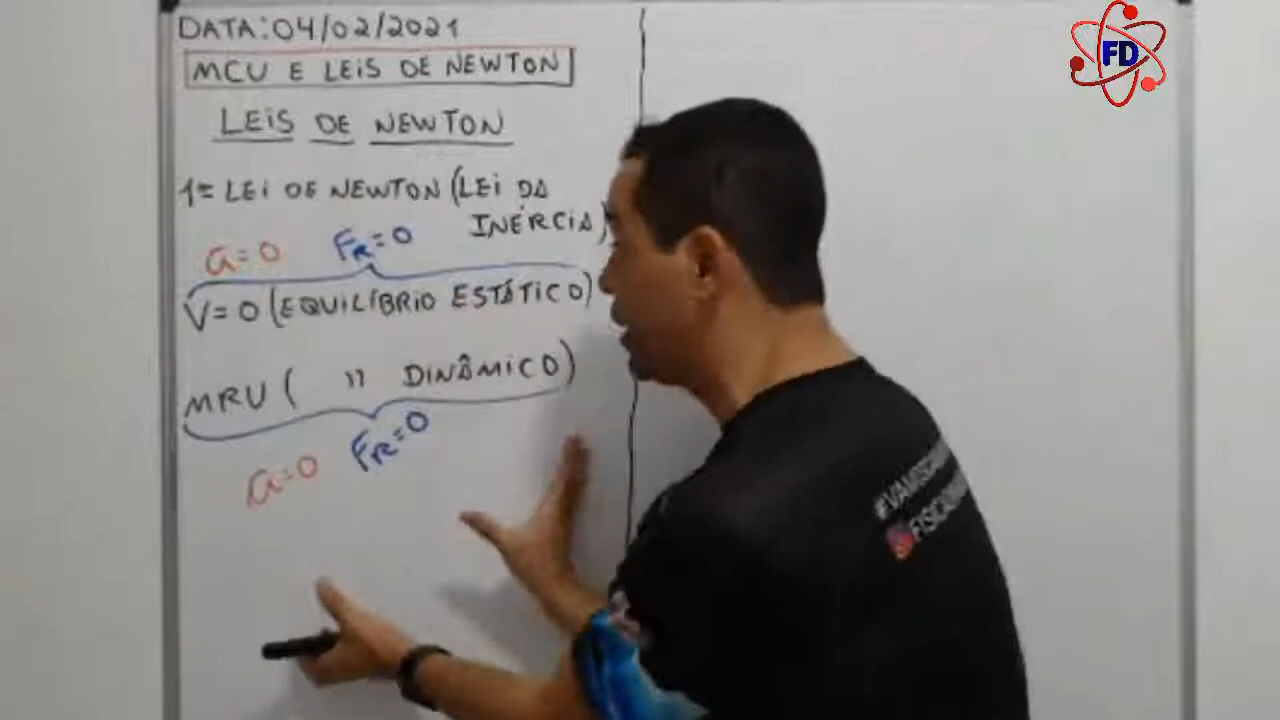 DATA: 04/02/2021
MCU E LEIS DE NEWTON
LEIS DE NEWTON
1ª LEI DE NEWTON (LEI DA
INÉRCIA)
a=0 FR=0
V=0 (EQUILÍBRIO ESTÁTICO)
MRU ( " DINÂMICO)
a=0 FR=0
FD